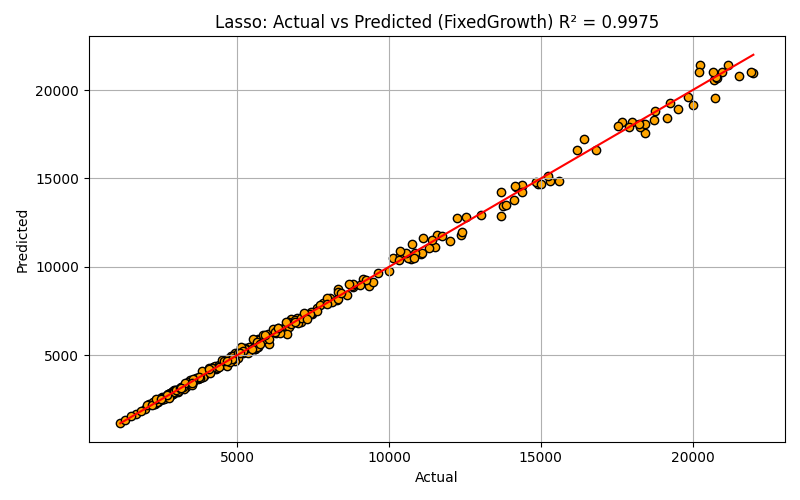 Lasso: Actual vs Predicted (FixedGrowth) R² = 0.9975
20000
15000
10000
5000
Predicted
5000 10000 15000 20000
Actual